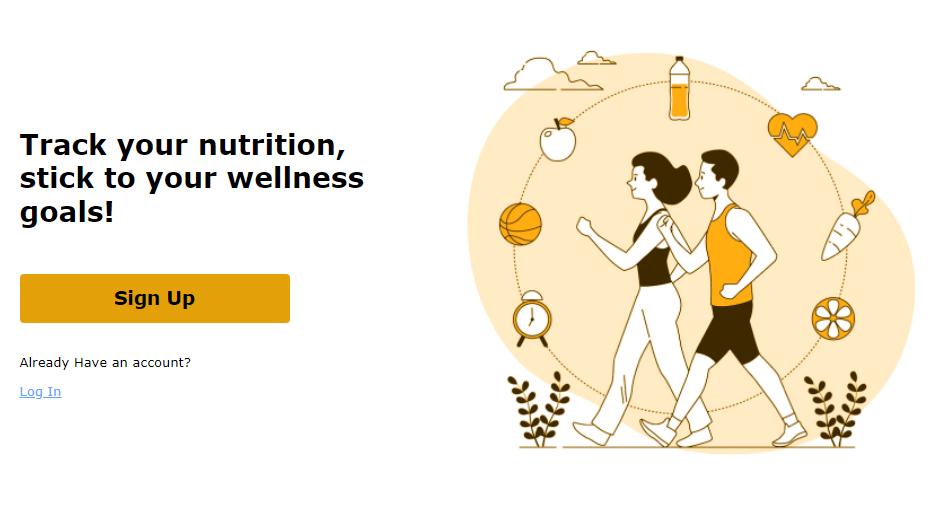 Track your nutrition,
stick to your wellness
goals!
Sign Up
Already Have an account?
Log In